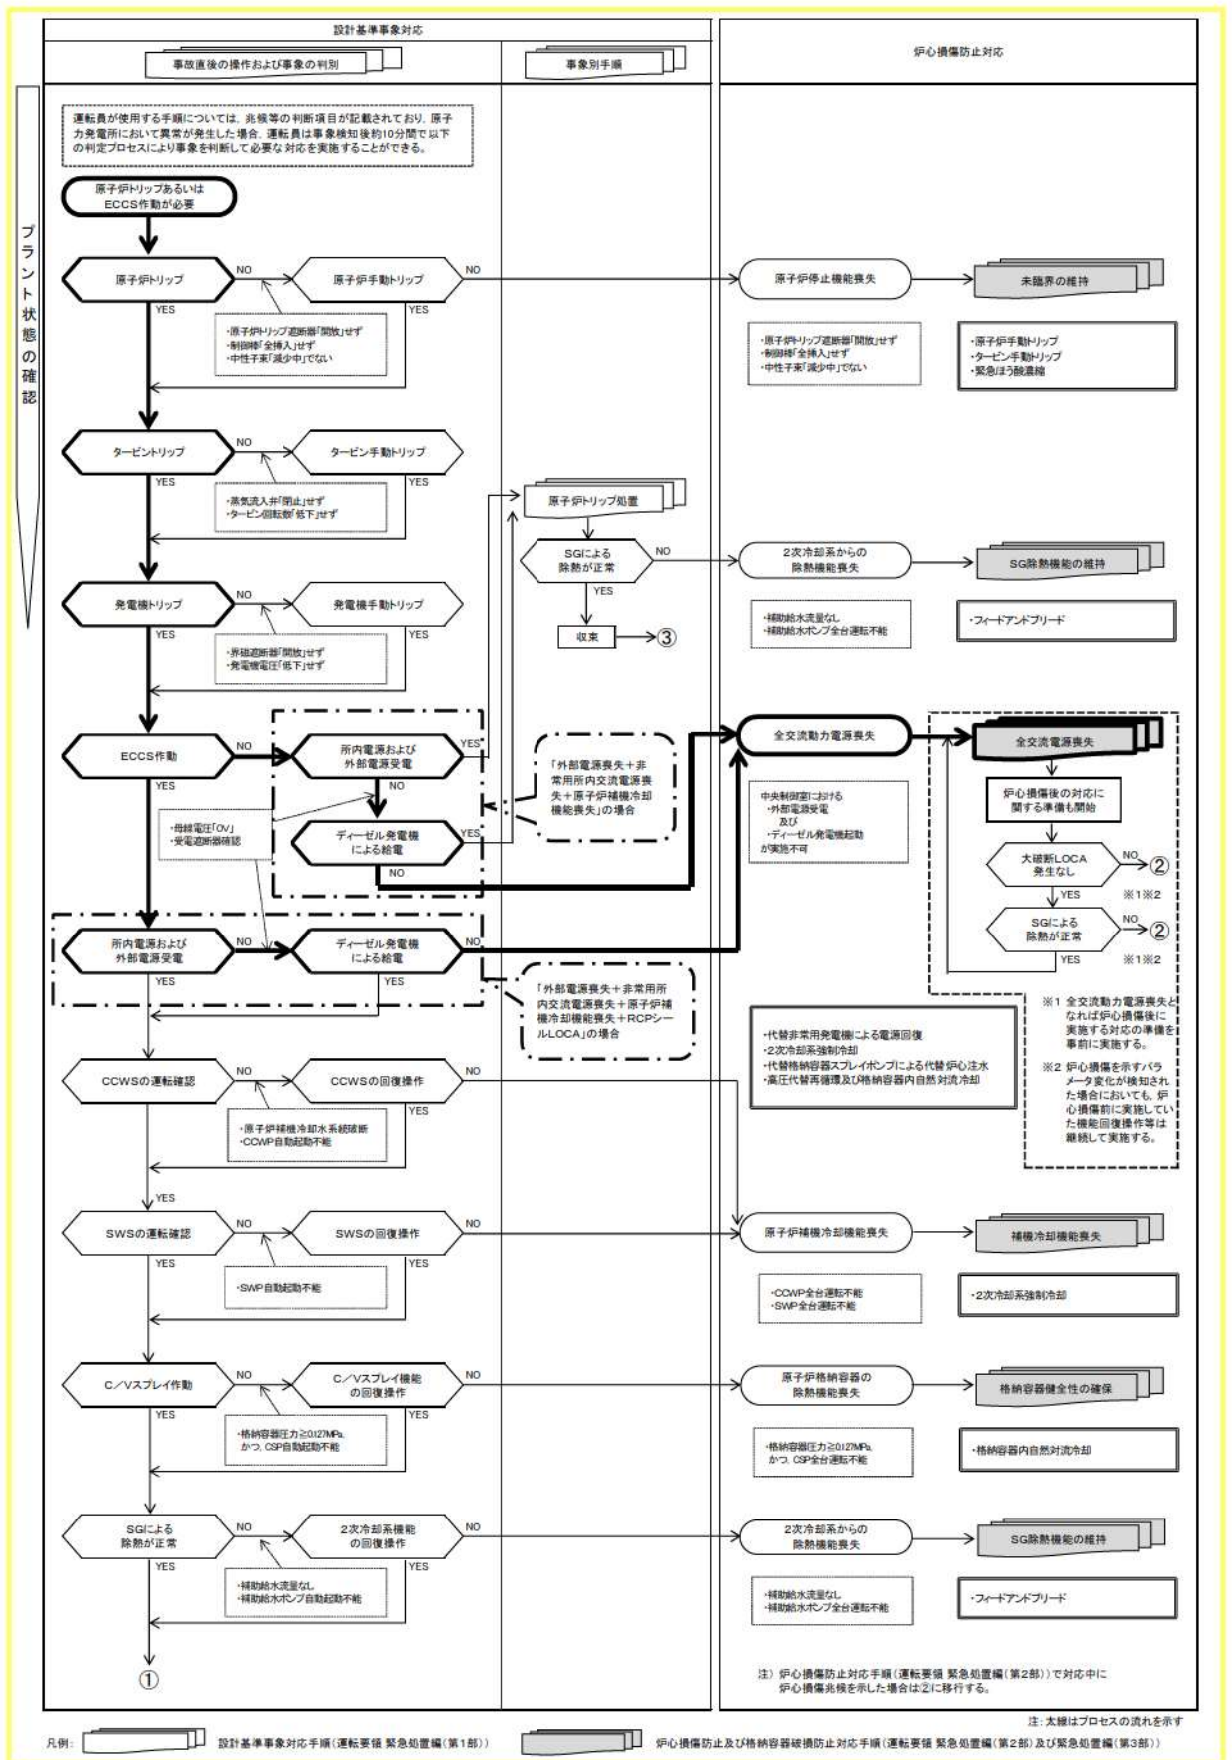 設計基準事象対応
事故直後の操作および事象の判別
事象別手順
炉心損傷防止対応
プラント状態の確認
運転員が使用する手順については、兆候等の判断項目が記載されており、原子
力発電所において異常が発生した場合、運転員は事象検知後約10分間で以下
の判定プロセスにより事象を判断して必要な対応を実施することができる。
原子炉トリップあるいは
ECCS作動が必要
原子炉トリップ
NO
YES
原子炉手動トリップ
NO
YES
・原子炉トリップ遮断器「開放」せず
・制御棒「全挿入」せず
・中性子束「減少中」でない
原子炉停止機能喪失
未臨界の維持
・原子炉トリップ遮断器「開放」せず
・制御棒「全挿入」せず
・中性子束「減少中」でない
・原子炉手動トリップ
・タービン手動トリップ
・緊急ほう酸濃縮
タービントリップ
NO
YES
タービン手動トリップ
YES
・蒸気流入弁「閉止」せず
・タービン回転数「低下」せず
原子炉トリップ処置
SGによる
除熱が正常
NO
YES
収束
③
2次冷却系からの
除熱機能喪失
SG除熱機能の維持
・補助給水流量なし
・補助給水ポンプ全台運転不能
・フィードアンドブリード
発電機トリップ
NO
YES
発電機手動トリップ
YES
・界磁遮断器「開放」せず
・発電機電圧「低下」せず
ECCS作動
NO
YES
所内電源および
外部電源受電
YES
NO
ディーゼル発電機
による給電
YES
NO
・母線電圧「0V」
・受電遮断器確認
「外部電源喪失+非
常用所内交流電源喪
失+原子炉補機冷却
機能喪失」の場合
全交流動力電源喪失
中央制御室における
・外部電源受電
及び
・ディーゼル発電機起動
が実施不可
全交流電源喪失
炉心損傷後の対応に
関する準備も開始
大破断LOCA
発生なし
NO
②
YES
※1※2
SGによる
除熱が正常
NO
②
YES
※1※2
所内電源および
外部電源受電
NO
YES
ディーゼル発電機
による給電
NO
YES
「外部電源喪失+非常用所
内交流電源喪失+原子炉補
機冷却機能喪失+RCPシー
ルLOCA」の場合
・代替非常用発電機による電源回復
・2次冷却系強制冷却
・代替格納容器スプレイポンプによる代替炉心注水
・高圧代替再循環及び格納容器内自然対流冷却
※1 全交流動力電源喪失と
なれば炉心損傷後に
実施する対応の準備を
事前に実施する。
※2 炉心損傷を示すパラ
メータ変化が検知され
た場合においても、炉
心損傷前に実施してい
た機能回復操作等は
継続して実施する。
CCWSの運転確認
NO
YES
CCWSの回復操作
NO
YES
・原子炉補機冷却水系統破断
・CCWP自動起動不能
SWSの運転確認
NO
YES
SWSの回復操作
NO
YES
・SWP自動起動不能
原子炉補機冷却機能喪失
補機冷却機能喪失
・CCWP全台運転不能
・SWP全台運転不能
・2次冷却系強制冷却
C/Vスプレイ作動
NO
YES
C/Vスプレイ機能
の回復操作
NO
YES
・格納容器圧力≧0.127MPa、
かつ、CSP自動起動不能
原子炉格納容器の
除熱機能喪失
格納容器健全性の確保
・格納容器圧力≧0.127MPa、
かつ、CSP全台運転不能
・格納容器内自然対流冷却
SGによる
除熱が正常
NO
YES
2次冷却系機能
の回復操作
NO
YES
・補助給水流量なし
・補助給水ポンプ自動起動不能
2次冷却系からの
除熱機能喪失
SG除熱機能の維持
・補助給水流量なし
・補助給水ポンプ全台運転不能
・フィードアンドブリード
①
注) 炉心損傷防止対応手順(運転要領 緊急処置編(第2部))で対応中に
炉心損傷兆候を示した場合は②に移行する。
注:太線はプロセスの流れを示す
凡例:
設計基準事象対応手順(運転要領 緊急処置編(第1部))
炉心損傷防止及び格納容器破損防止対応手順(運転要領 緊急処置編(第2部)及び緊急処置編(第3部))